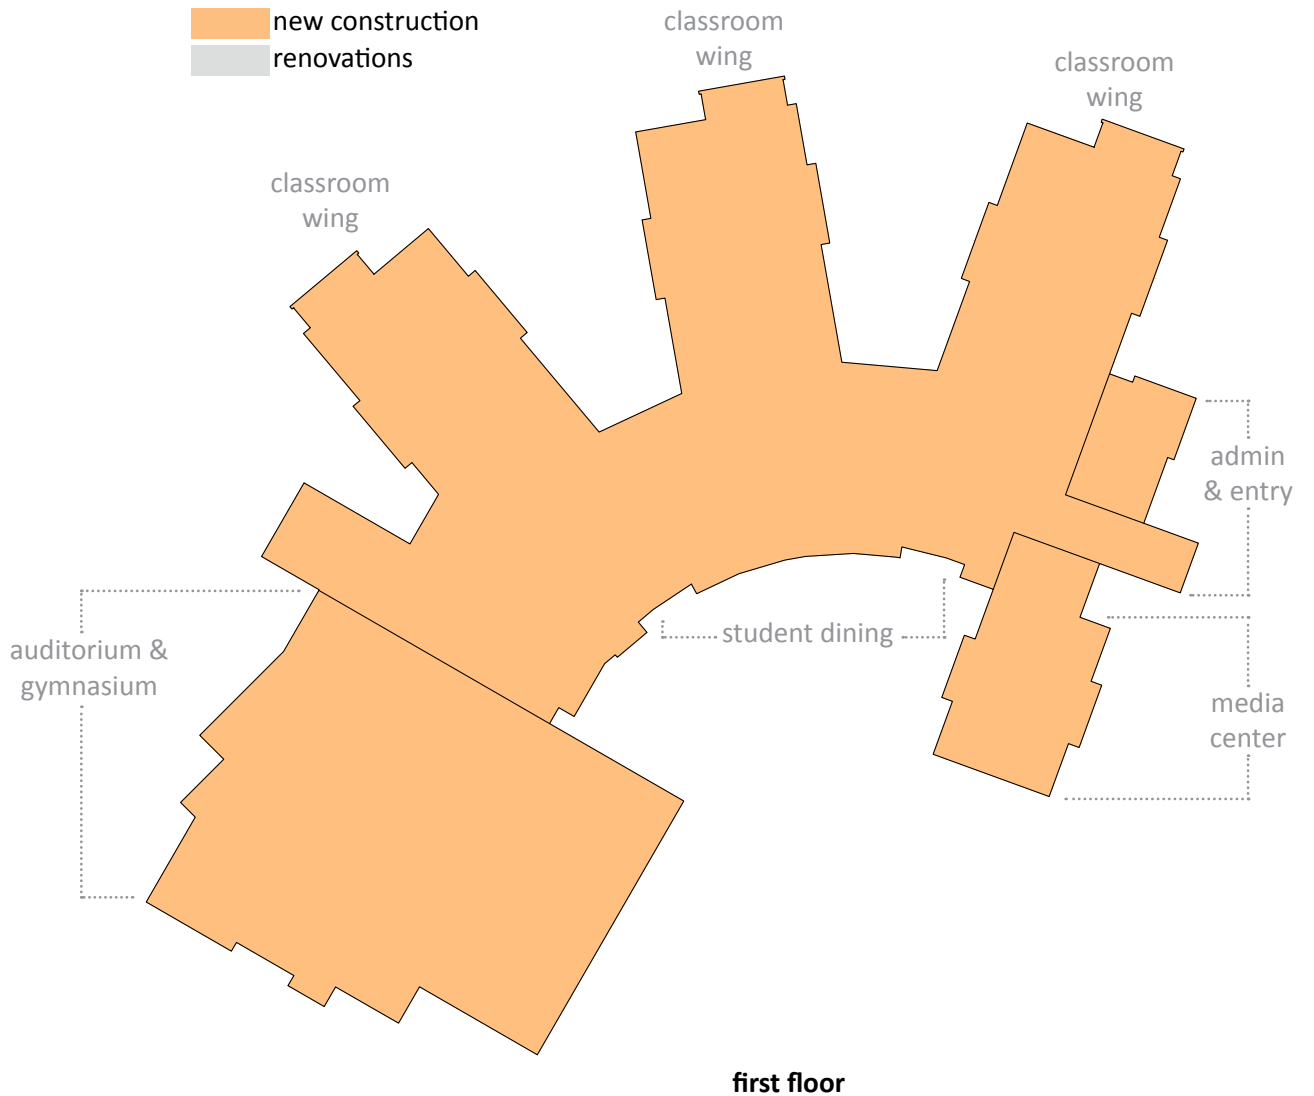 new construction
renovations
classroom
wing
classroom
wing
classroom
wing
admin
& entry
student dining
auditorium &
gymnasium
media
center
first floor